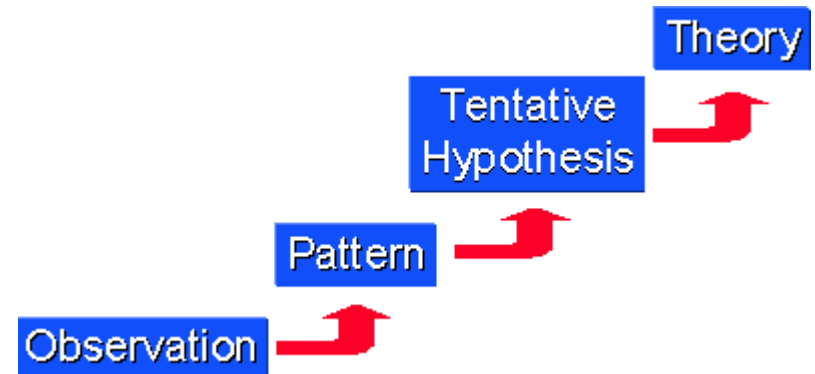 Theory
Tentative
Hypothesis
Pattern
Observation